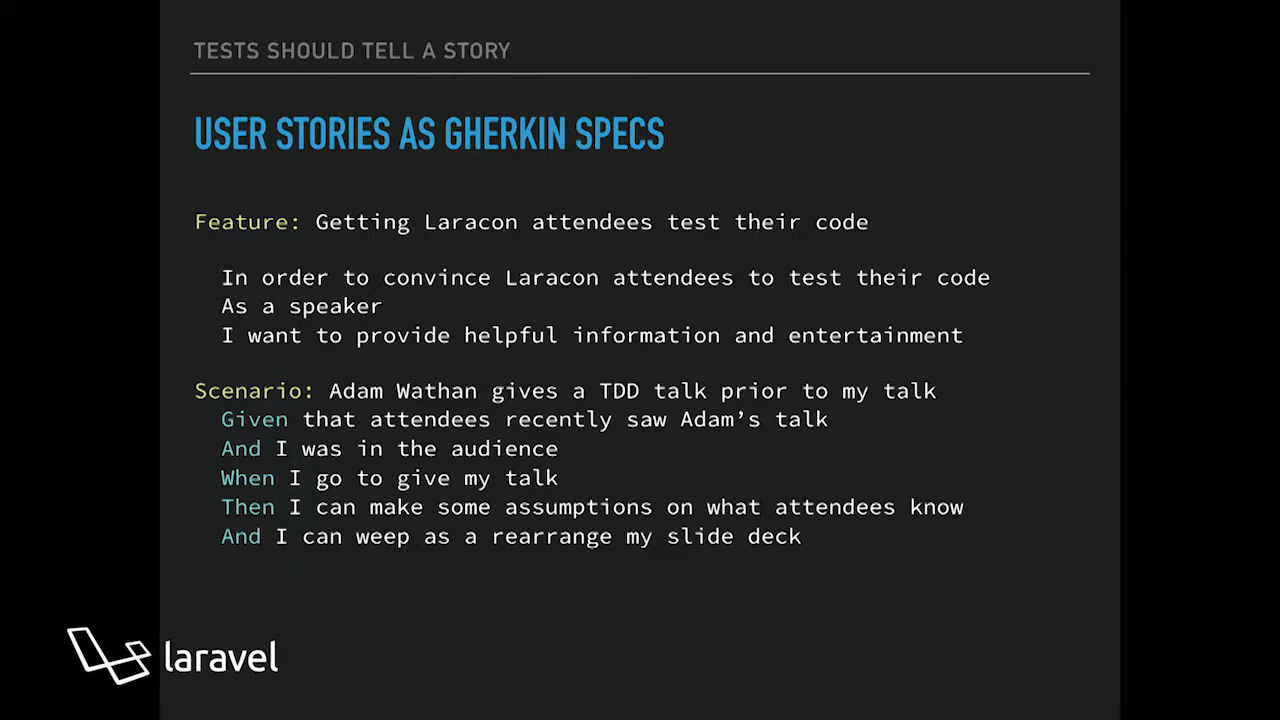 TESTS SHOULD TELL A STORY
USER STORIES AS GHERKIN SPECS
Feature: Getting Laracon attendees test their code
In order to convince Laracon attendees to test their code
As a speaker
I want to provide helpful information and entertainment
Scenario: Adam Wathan gives a TDD talk prior to my talk
Given that attendees recently saw Adam’s talk
And I was in the audience
When I go to give my talk
Then I can make some assumptions on what attendees know
And I can weep as a rearrange my slide deck
laravel